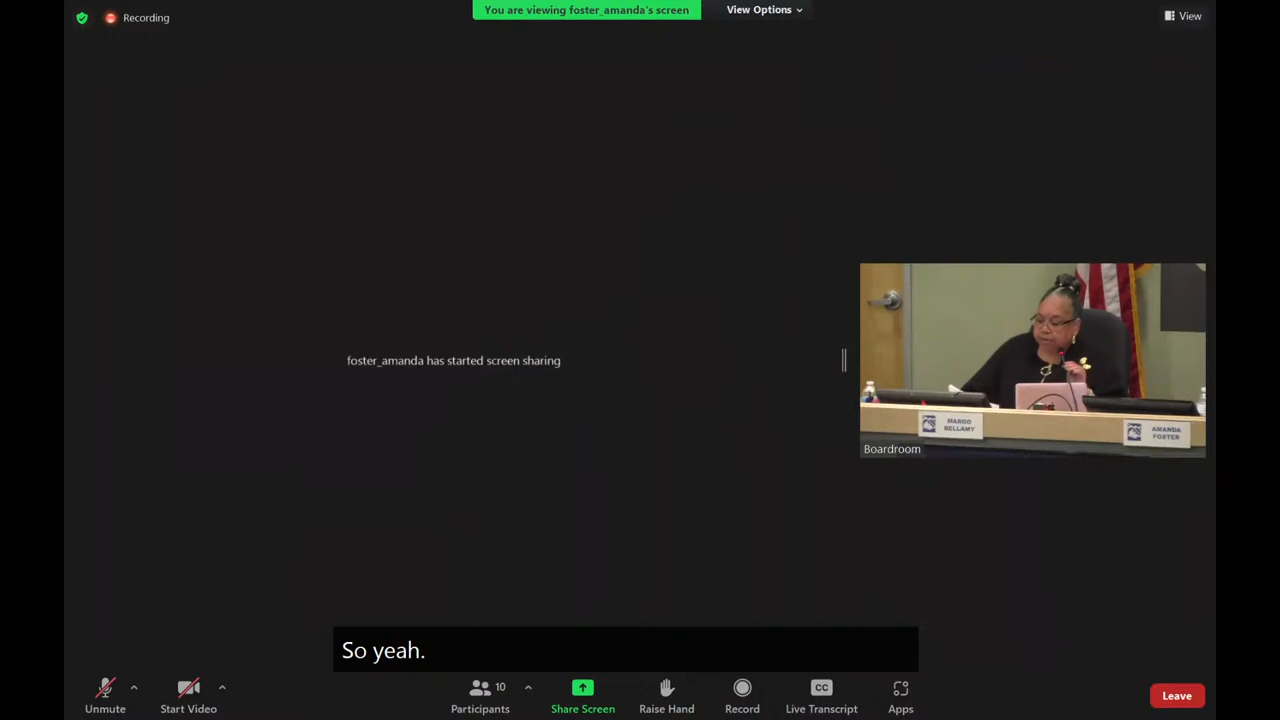 Recording
You are viewing foster_amanda's screen
View Options
View
foster_amanda has started screen sharing
MARGO
BELLAMY
AMANDA
FOSTER
Boardroom
So yeah.
10
CC
Unmute
Start Video
Participants
Share Screen
Raise Hand
Record
Live Transcript
Apps
Leave